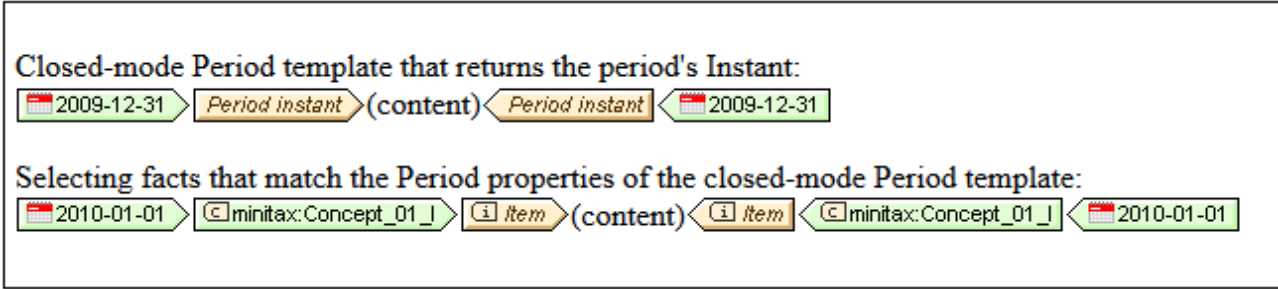 Closed-mode Period template that returns the period's Instant:
2009-12-31 Period instant (content) Period instant 2009-12-31
Selecting facts that match the Period properties of the closed-mode Period template:
2010-01-01 C minitax:Concept_01_I i Item (content) i Item C minitax:Concept_01_I 2010-01-01